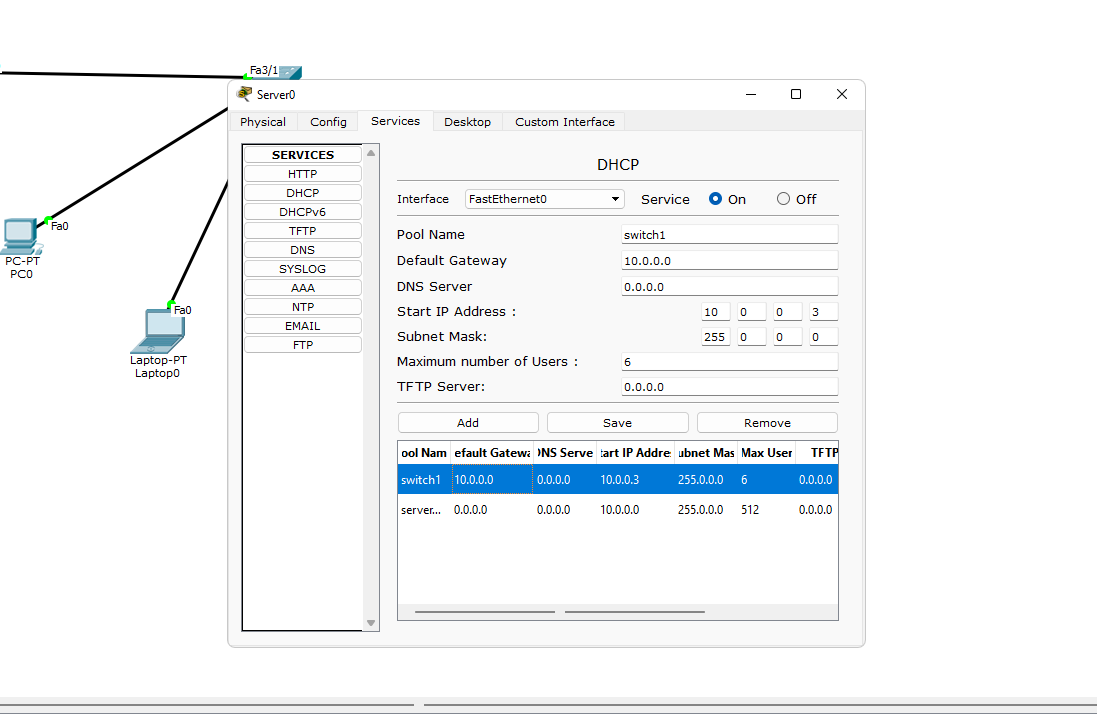 Fa3/1
Server0
Physical Config Services Desktop Custom Interface
SERVICES
HTTP
DHCP
DHCPv6
TFTP
DNS
SYSLOG
AAA
NTP
EMAIL
FTP
DHCP
Interface FastEthernet0 Service On Off
Pool Name switch1
Default Gateway 10.0.0.0
DNS Server 0.0.0.0
Start IP Address : 10 0 0 3
Subnet Mask: 255 0 0 0
Maximum number of Users : 6
TFTP Server: 0.0.0.0
Add Save Remove
ool Nam efault Gatewa NS Serve art IP Addre ubnet Mas Max User TFTP
switch1 10.0.0.0 0.0.0.0 10.0.0.3 255.0.0.0 6 0.0.0.0
server... 0.0.0.0 0.0.0.0 10.0.0.0 255.0.0.0 512 0.0.0.0
Fa0
PC-PT
PC0
Fa0
Laptop-PT
Laptop0